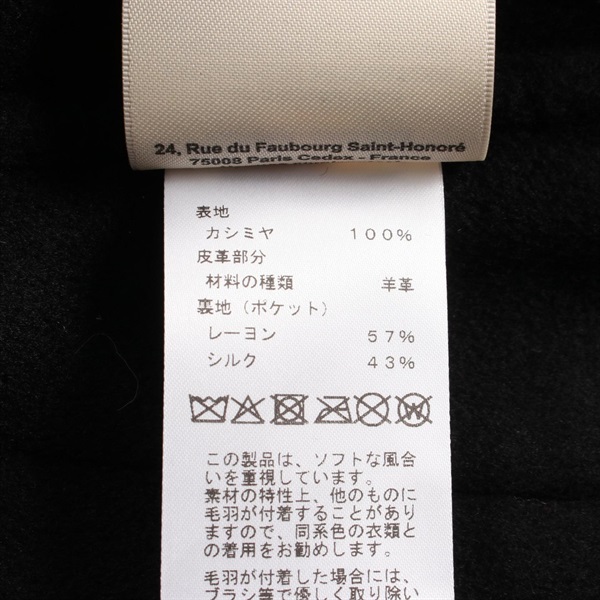 24, Rue du Faubourg Saint-Honoré
75008 Paris Cedex - France
表地
カシミヤ 100%
皮革部分
材料の種類 羊革
裏地(ポケット)
レーヨン 57%
シルク 43%
この製品は、ソフトな風合
いを重視しています。
素材の特性上、他のものに
毛羽が付着することがあり
ますので、同系色の衣類と
の着用をお勧めします。
毛羽が付着した場合には、
ブラシ等で優しく取り除い